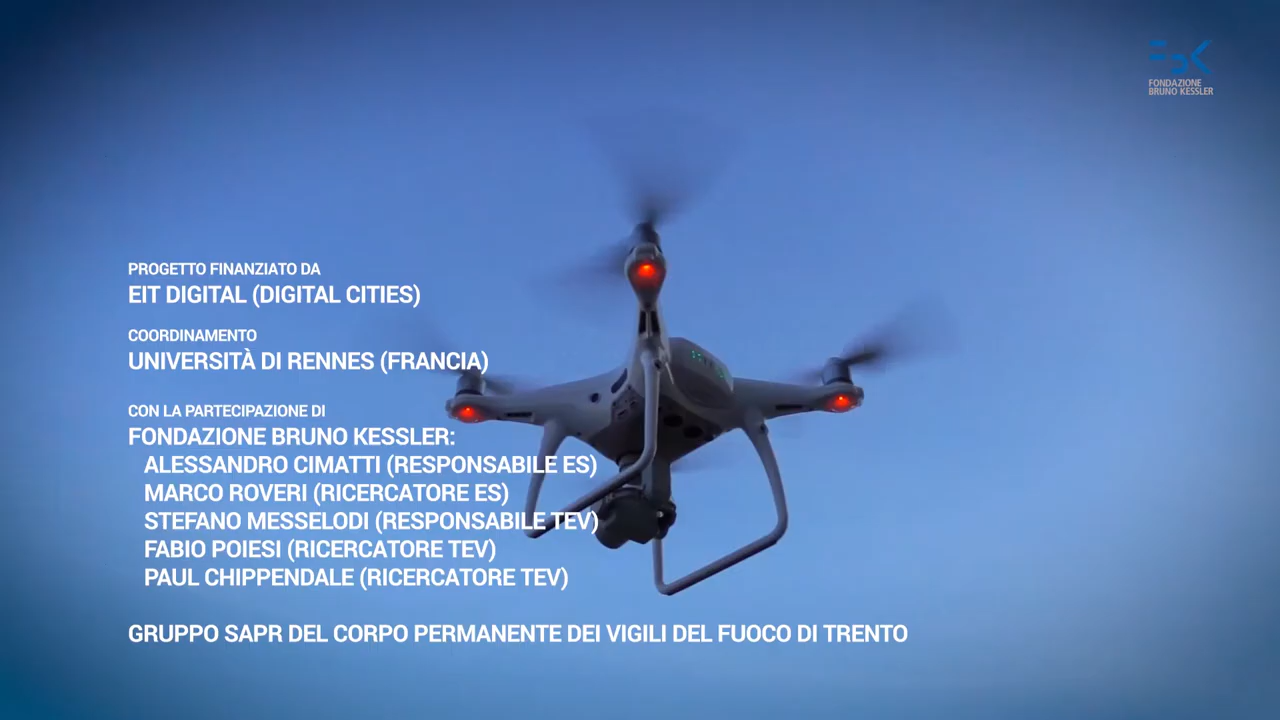 FBK
FONDAZIONE
BRUNO KESSLER
PROGETTO FINANZIATO DA
EIT DIGITAL (DIGITAL CITIES)
COORDINAMENTO
UNIVERSITÀ DI RENNES (FRANCIA)
CON LA PARTECIPAZIONE DI
FONDAZIONE BRUNO KESSLER:
ALESSANDRO CIMATTI (RESPONSABILE ES)
MARCO ROVERI (RICERCATORE ES)
STEFANO MESSELODI (RESPONSABILE TEV)
FABIO POIESI (RICERCATORE TEV)
PAUL CHIPPENDALE (RICERCATORE TEV)
GRUPPO SAPR DEL CORPO PERMANENTE DEI VIGILI DEL FUOCO DI TRENTO